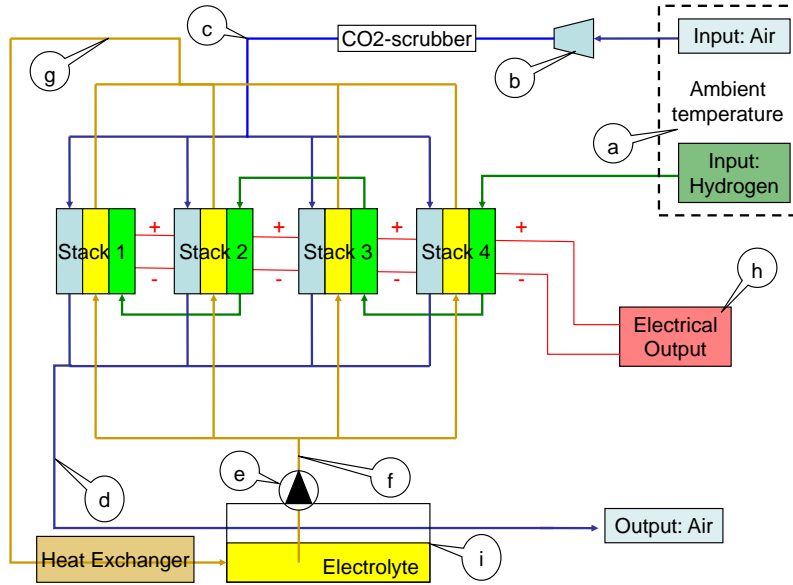 c
CO2-scrubber
Input: Air
g
b
Ambient
temperature
a
Input:
Hydrogen
+
+
+
+
Stack 1
Stack 2
Stack 3
Stack 4
-
-
-
-
h
Electrical
Output
e
f
d
Output: Air
Heat Exchanger
Electrolyte
i